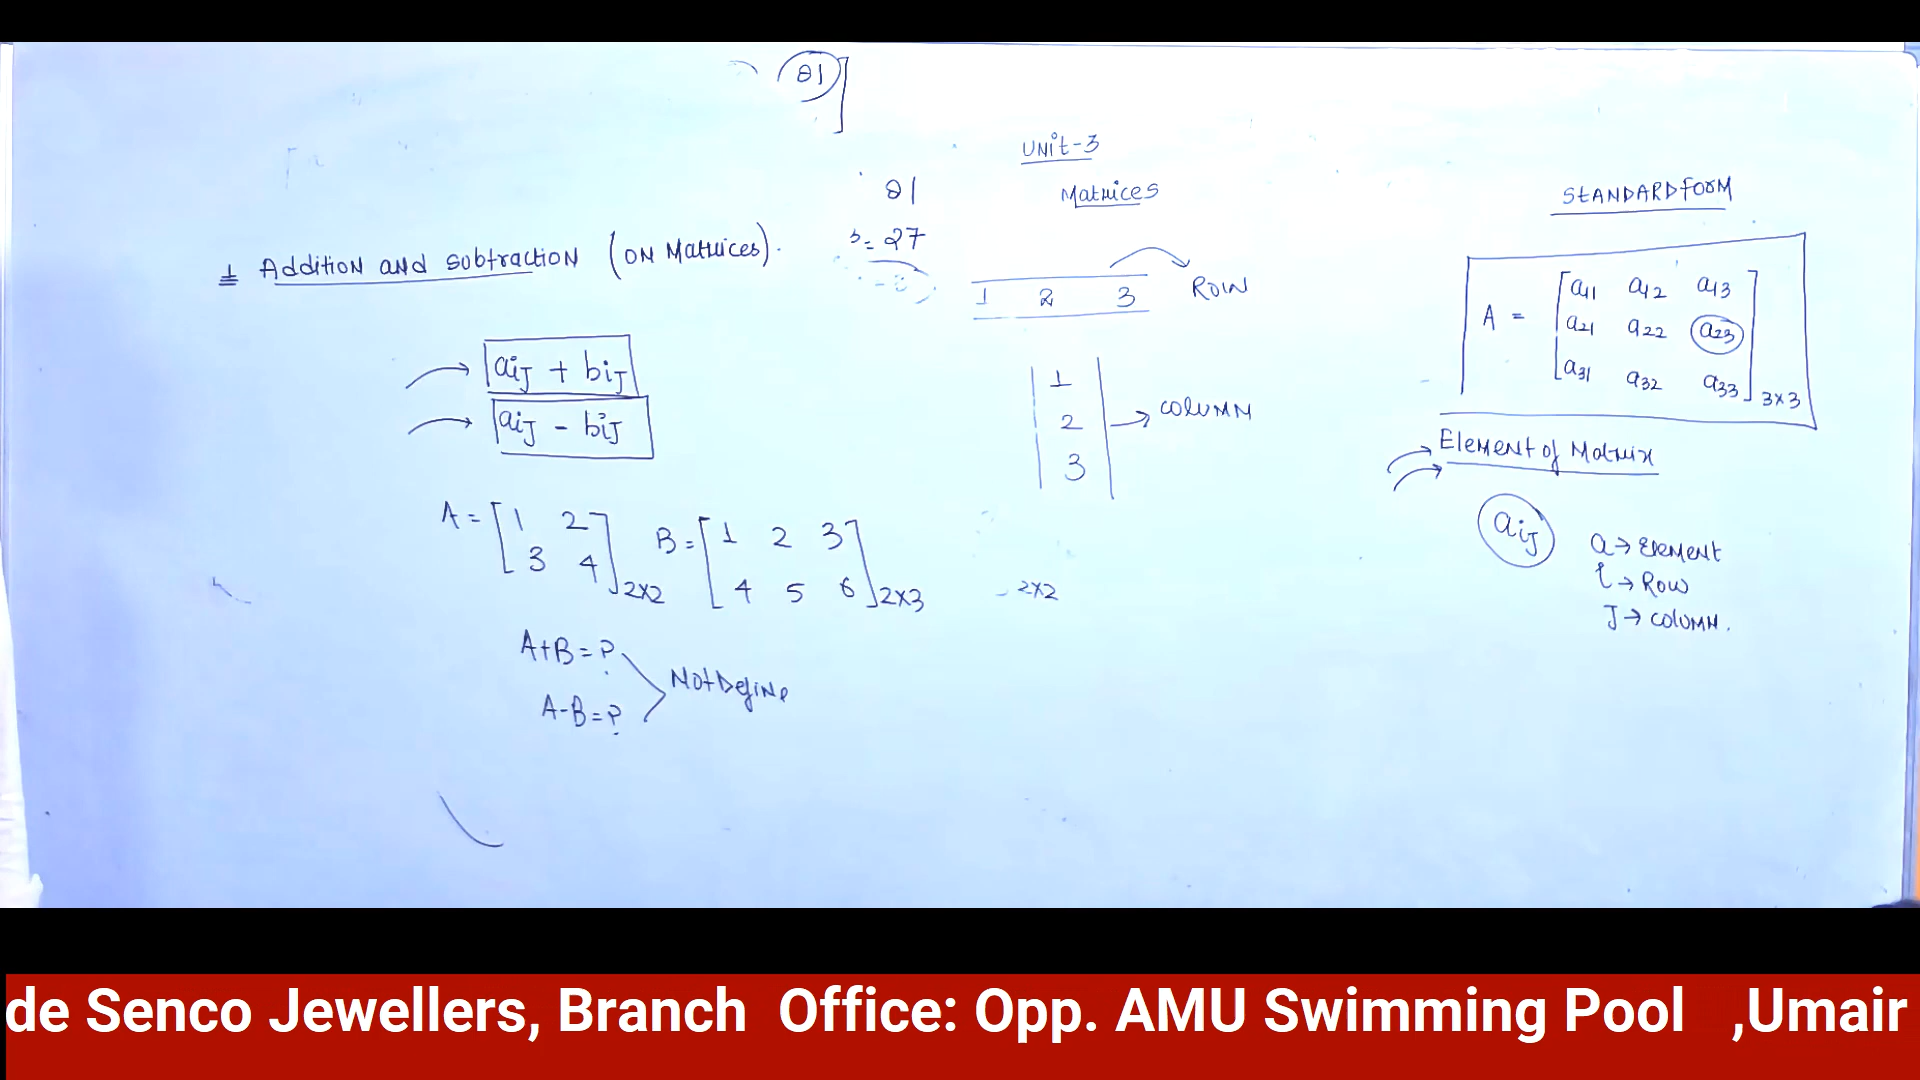 81
Unit-3
Matrices
81
3 = 27
1 Addition and subtraction (on Matrices).
aij + bij
aij - bij
1 2 3 Row
1
2
3
column
STANDARD form
A = [a11 a12 a13
a21 a22 a23
a31 a32 a33] 3x3
Element of Matrix
aij
a → Element
i → Row
J → column.
A = [1 2
3 4] 2x2
B = [1 2 3
4 5 6] 2x3
2x2
A+B = ?
A-B = ?
Not Define
de Senco Jewellers, Branch Office: Opp. AMU Swimming Pool ,Umair